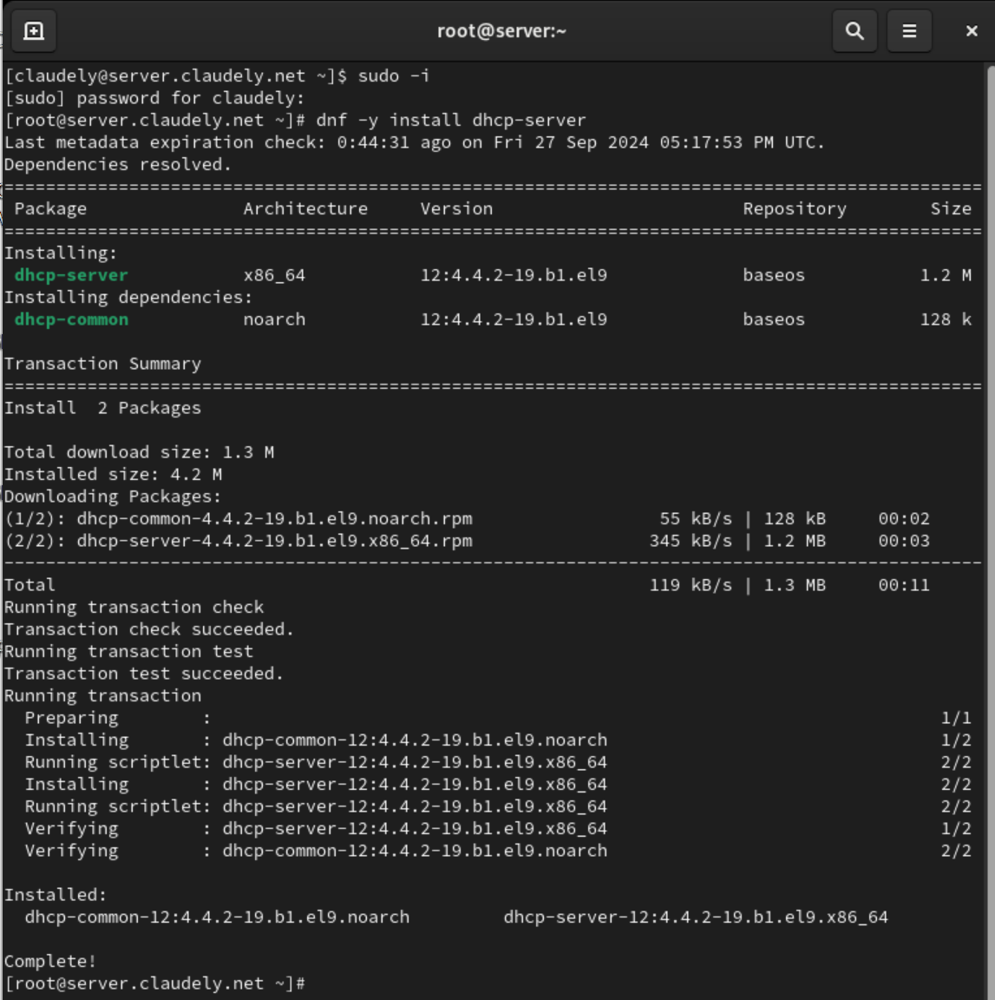 root@server:~
[claudely@server.claudely.net ~]$ sudo -i
[sudo] password for claudely:
[root@server.claudely.net ~]# dnf -y install dhcp-server
Last metadata expiration check: 0:44:31 ago on Fri 27 Sep 2024 05:17:53 PM UTC.
Dependencies resolved.
================================================================================
 Package               Architecture     Version                        Repository        Size
================================================================================
Installing:
 dhcp-server           x86_64           12:4.4.2-19.b1.el9             baseos           1.2 M
Installing dependencies:
 dhcp-common           noarch           12:4.4.2-19.b1.el9             baseos           128 k
Transaction Summary
================================================================================
Install  2 Packages
Total download size: 1.3 M
Installed size: 4.2 M
Downloading Packages:
(1/2): dhcp-common-4.4.2-19.b1.el9.noarch.rpm                  55 kB/s | 128 kB     00:02
(2/2): dhcp-server-4.4.2-19.b1.el9.x86_64.rpm                 345 kB/s | 1.2 MB     00:03
--------------------------------------------------------------------------------
Total                                                         119 kB/s | 1.3 MB     00:11
Running transaction check
Transaction check succeeded.
Running transaction test
Transaction test succeeded.
Running transaction
  Preparing        :                                                                       1/1
  Installing       : dhcp-common-12:4.4.2-19.b1.el9.noarch                                 1/2
  Running scriptlet: dhcp-server-12:4.4.2-19.b1.el9.x86_64                                 2/2
  Installing       : dhcp-server-12:4.4.2-19.b1.el9.x86_64                                 2/2
  Running scriptlet: dhcp-server-12:4.4.2-19.b1.el9.x86_64                                 2/2
  Verifying        : dhcp-server-12:4.4.2-19.b1.el9.x86_64                                 1/2
  Verifying        : dhcp-common-12:4.4.2-19.b1.el9.noarch                                 2/2
Installed:
  dhcp-common-12:4.4.2-19.b1.el9.noarch         dhcp-server-12:4.4.2-19.b1.el9.x86_64
Complete!
[root@server.claudely.net ~]#